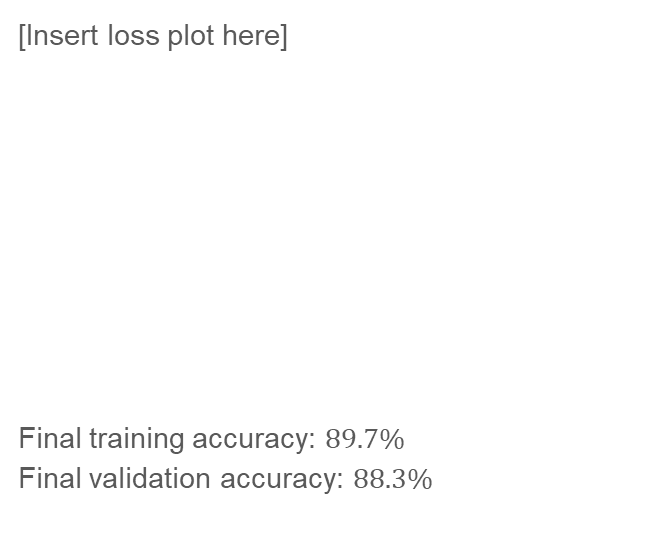 [Insert loss plot here]
Final training accuracy: 89.7%
Final validation accuracy: 88.3%